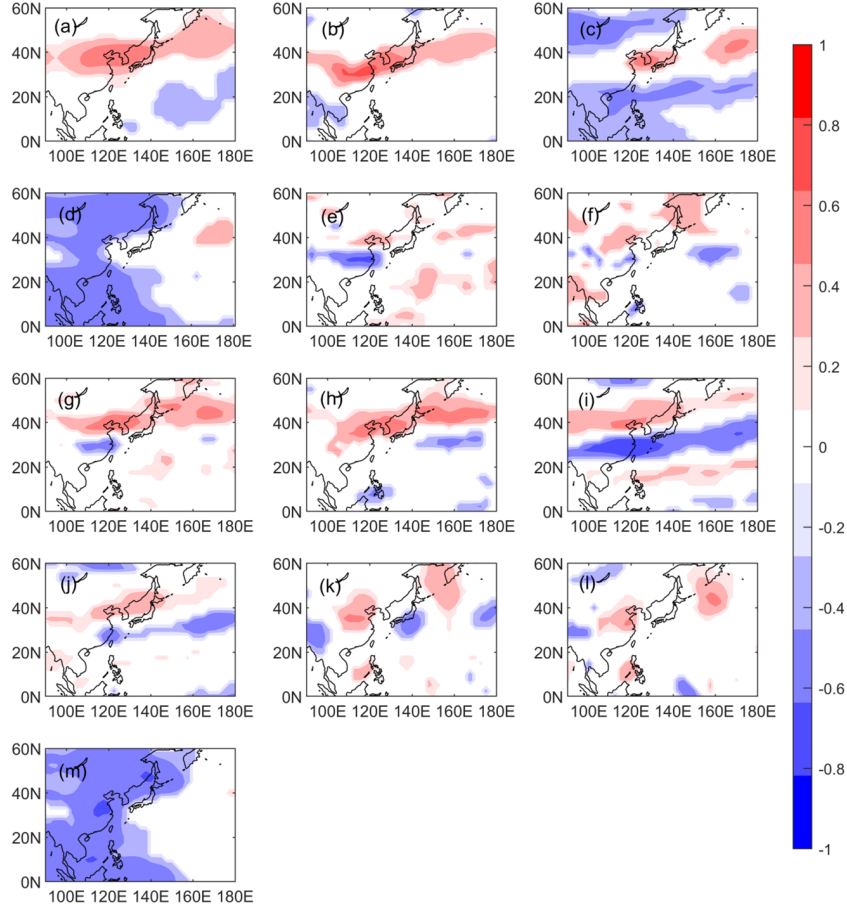 (a) (b) (c)
60N 60N 60N
40N 40N 40N
20N 20N 20N
0N 0N 0N
100E 120E 140E 160E 180E 100E 120E 140E 160E 180E 100E 120E 140E 160E 180E
(d) (e) (f)
60N 60N 60N
40N 40N 40N
20N 20N 20N
0N 0N 0N
100E 120E 140E 160E 180E 100E 120E 140E 160E 180E 100E 120E 140E 160E 180E
(g) (h) (i)
60N 60N 60N
40N 40N 40N
20N 20N 20N
0N 0N 0N
100E 120E 140E 160E 180E 100E 120E 140E 160E 180E 100E 120E 140E 160E 180E
(j) (k) (l)
60N 60N 60N
40N 40N 40N
20N 20N 20N
0N 0N 0N
100E 120E 140E 160E 180E 100E 120E 140E 160E 180E 100E 120E 140E 160E 180E
(m)
60N
40N
20N
0N
100E 120E 140E 160E 180E
1
0.8
0.6
0.4
0.2
0
-0.2
-0.4
-0.6
-0.8
-1